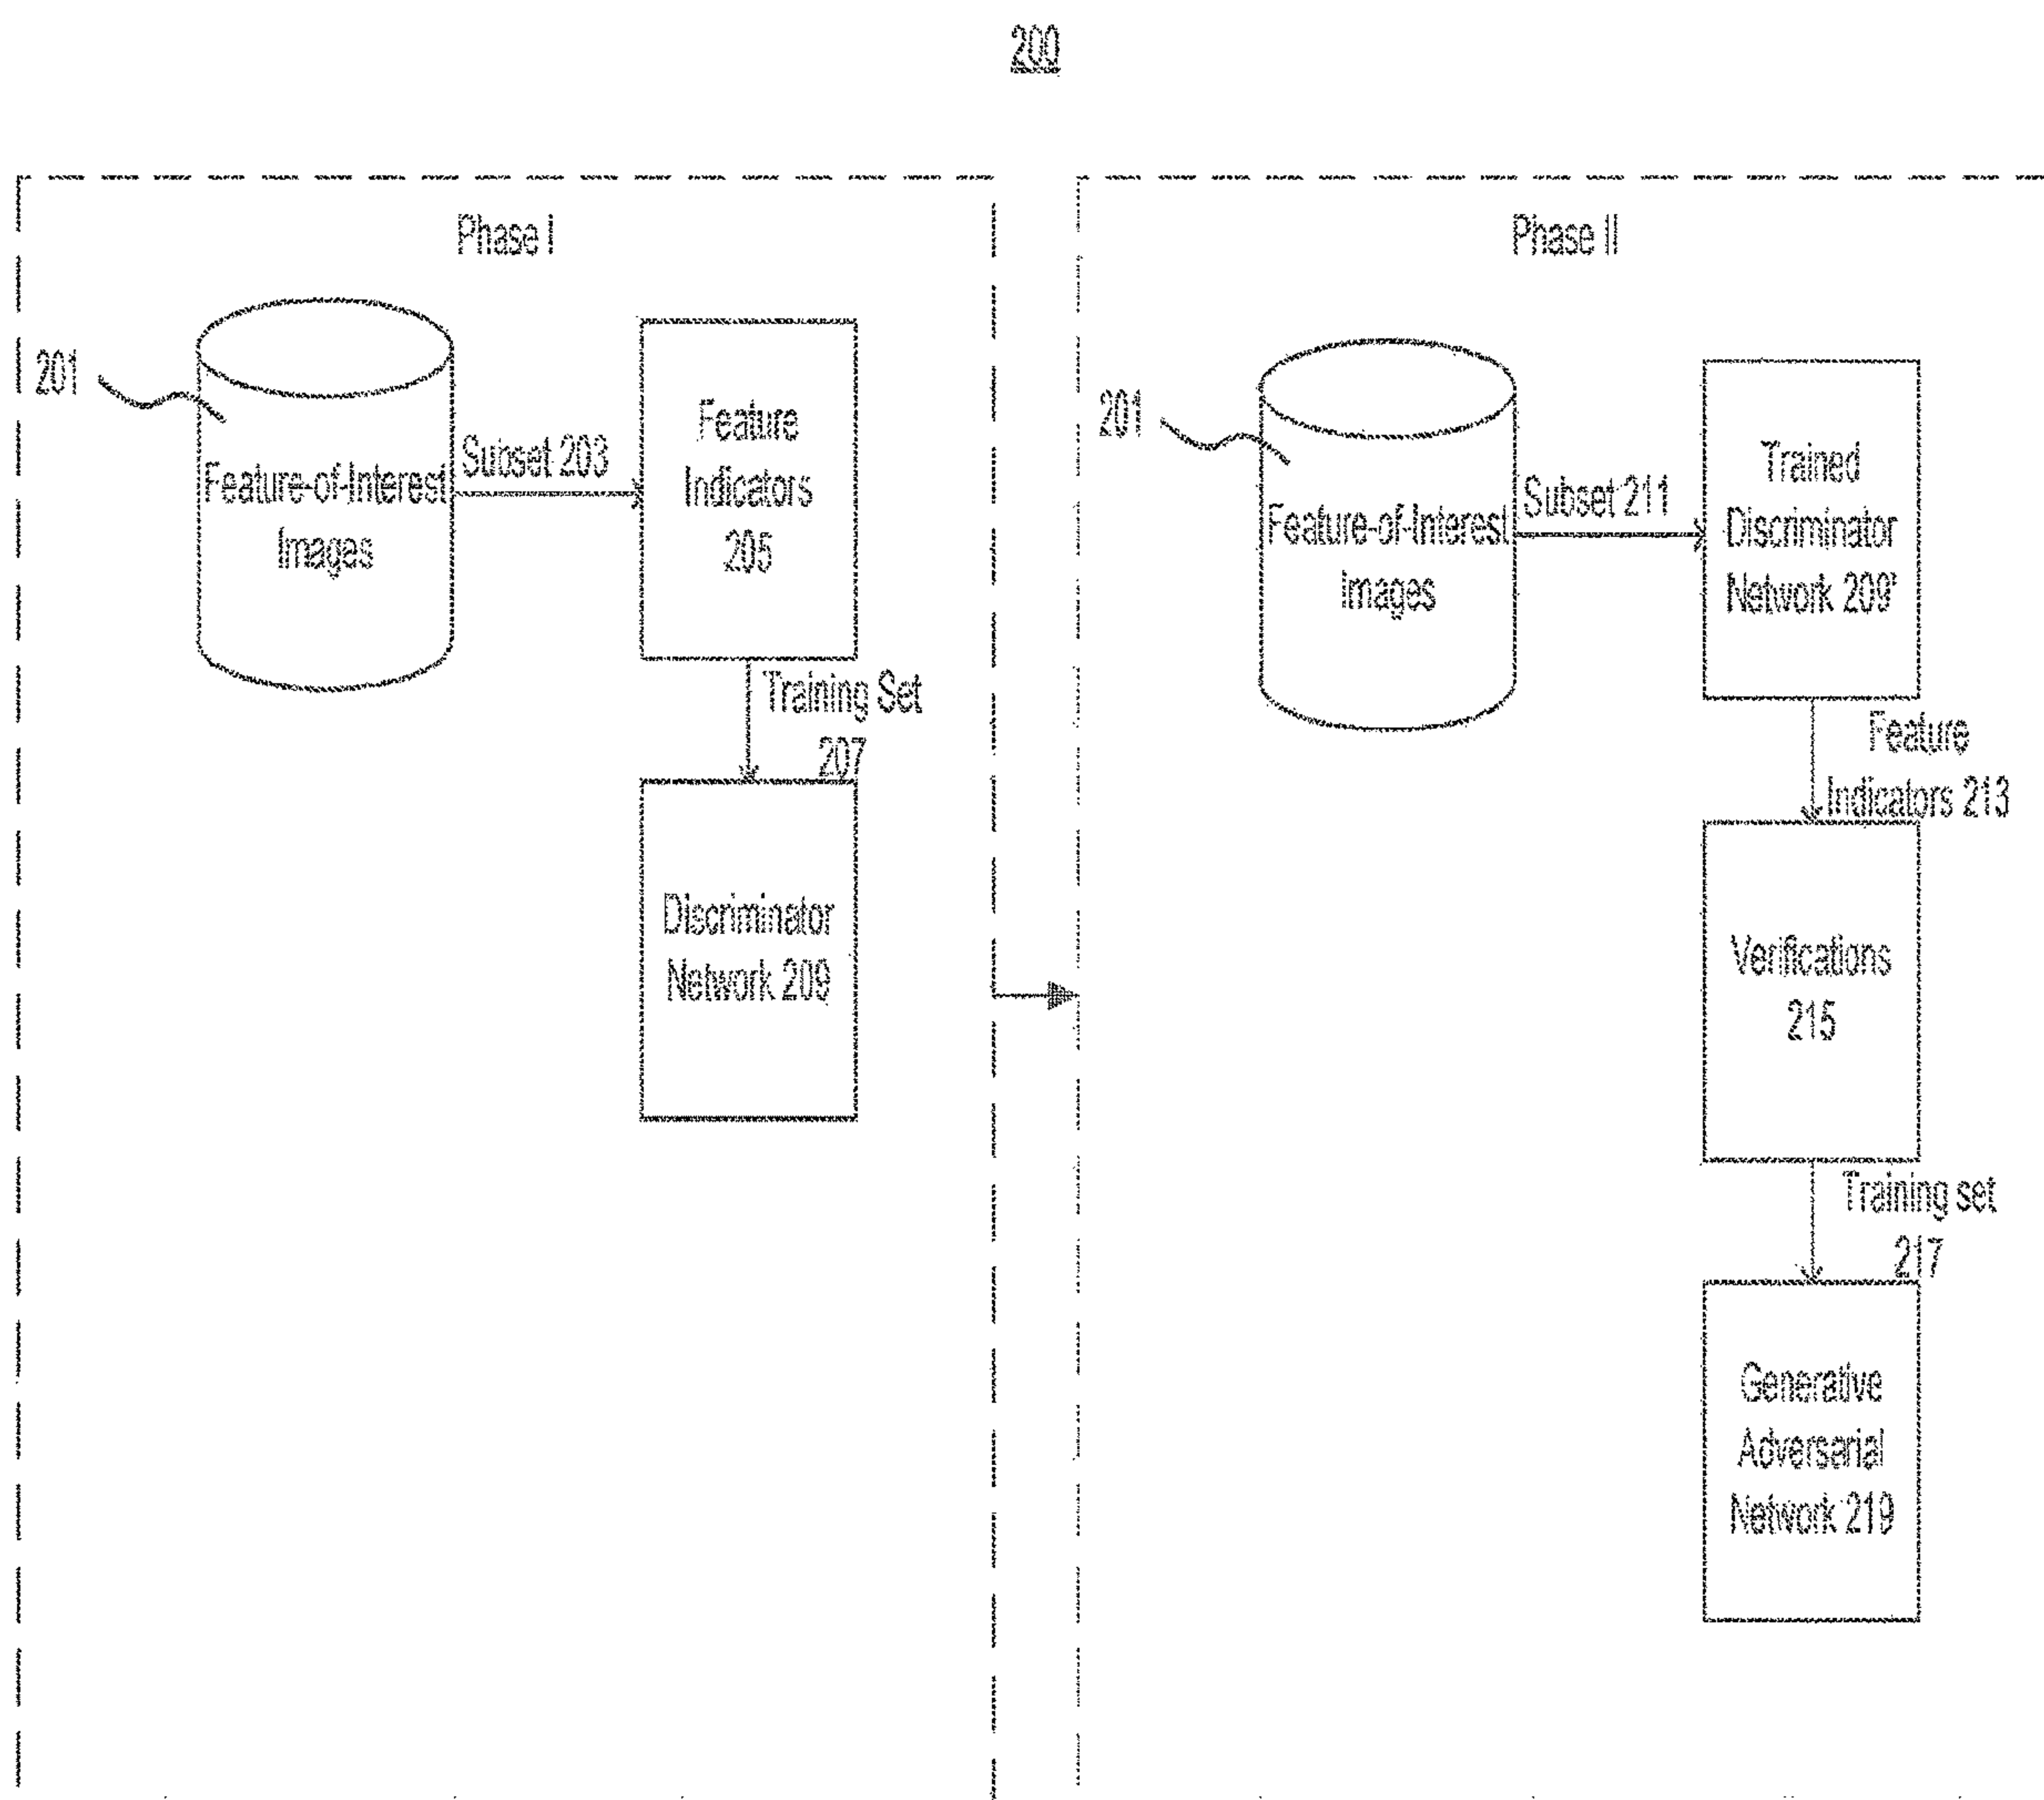 200
Phase I
201
Feature-of-Interest
Images
Subset 203
Feature
Indicators
205
Training Set
207
Discriminator
Network 209
Phase II
201
Feature-of-Interest
Images
Subset 211
Trained
Discriminator
Network 209'
Feature
Indicators 213
Verifications
215
Training set
217
Generative
Adversarial
Network 219